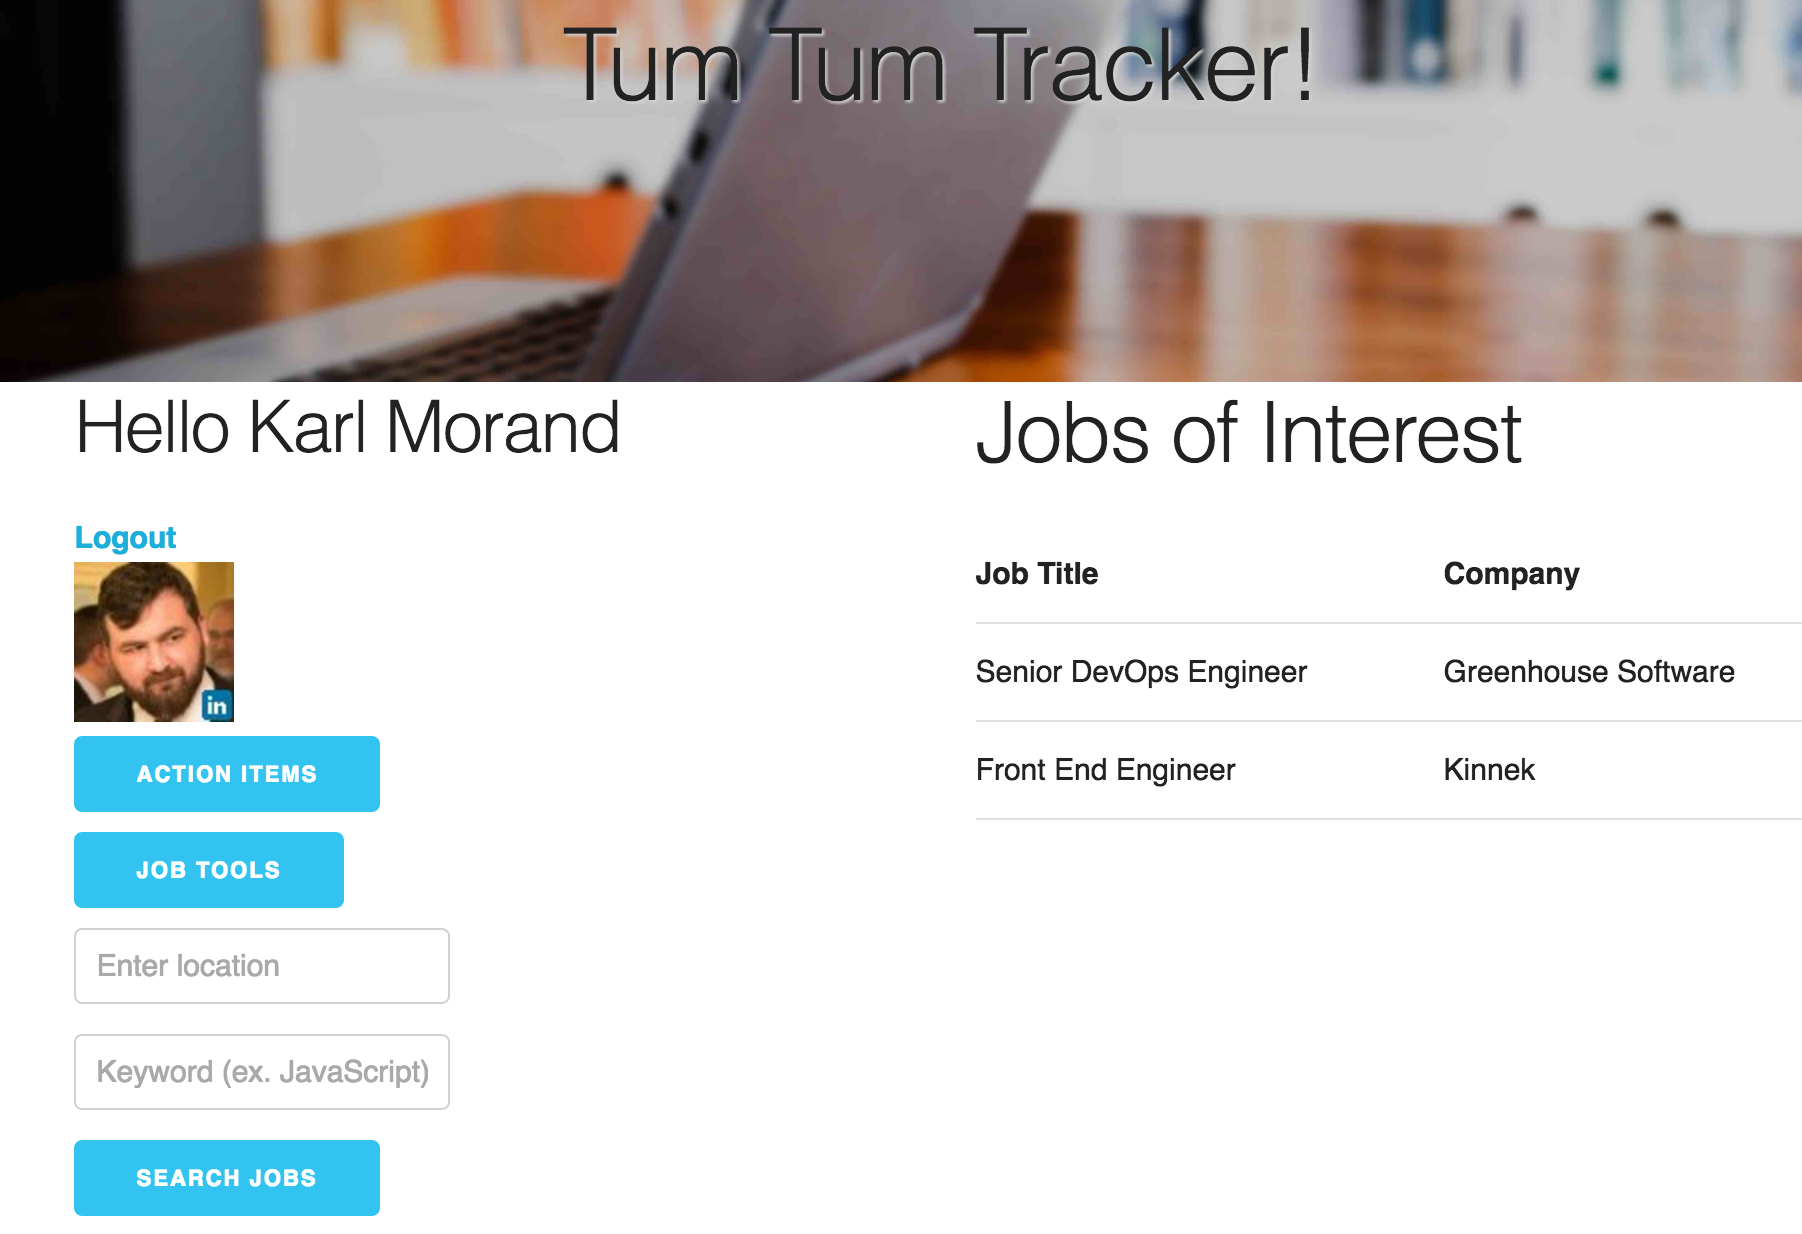 Tum Tum Tracker!
Hello Karl Morand
Logout
in
ACTION ITEMS
JOB TOOLS
Enter location
Keyword (ex. JavaScript)
SEARCH JOBS
Jobs of Interest
Job Title Company
Senior DevOps Engineer Greenhouse Software
Front End Engineer Kinnek